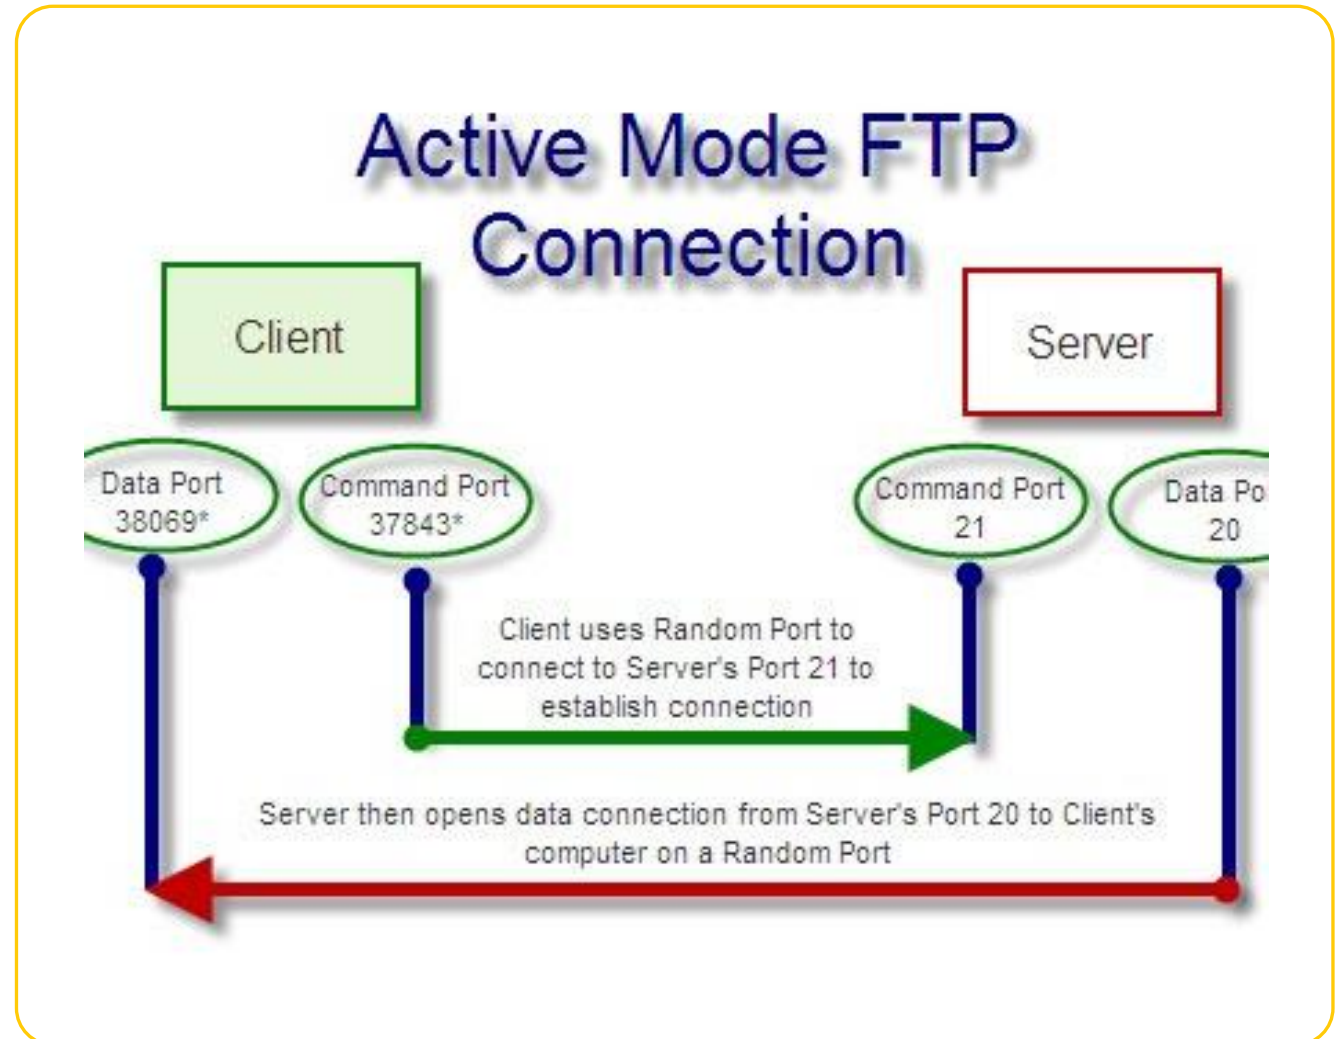 Active Mode FTP
Connection
Client
Server
Data Port
38069*
Command Port
37843*
Command Port
21
Data Po
20
Client uses Random Port to
connect to Server's Port 21 to
establish connection
Server then opens data connection from Server's Port 20 to Client's
computer on a Random Port